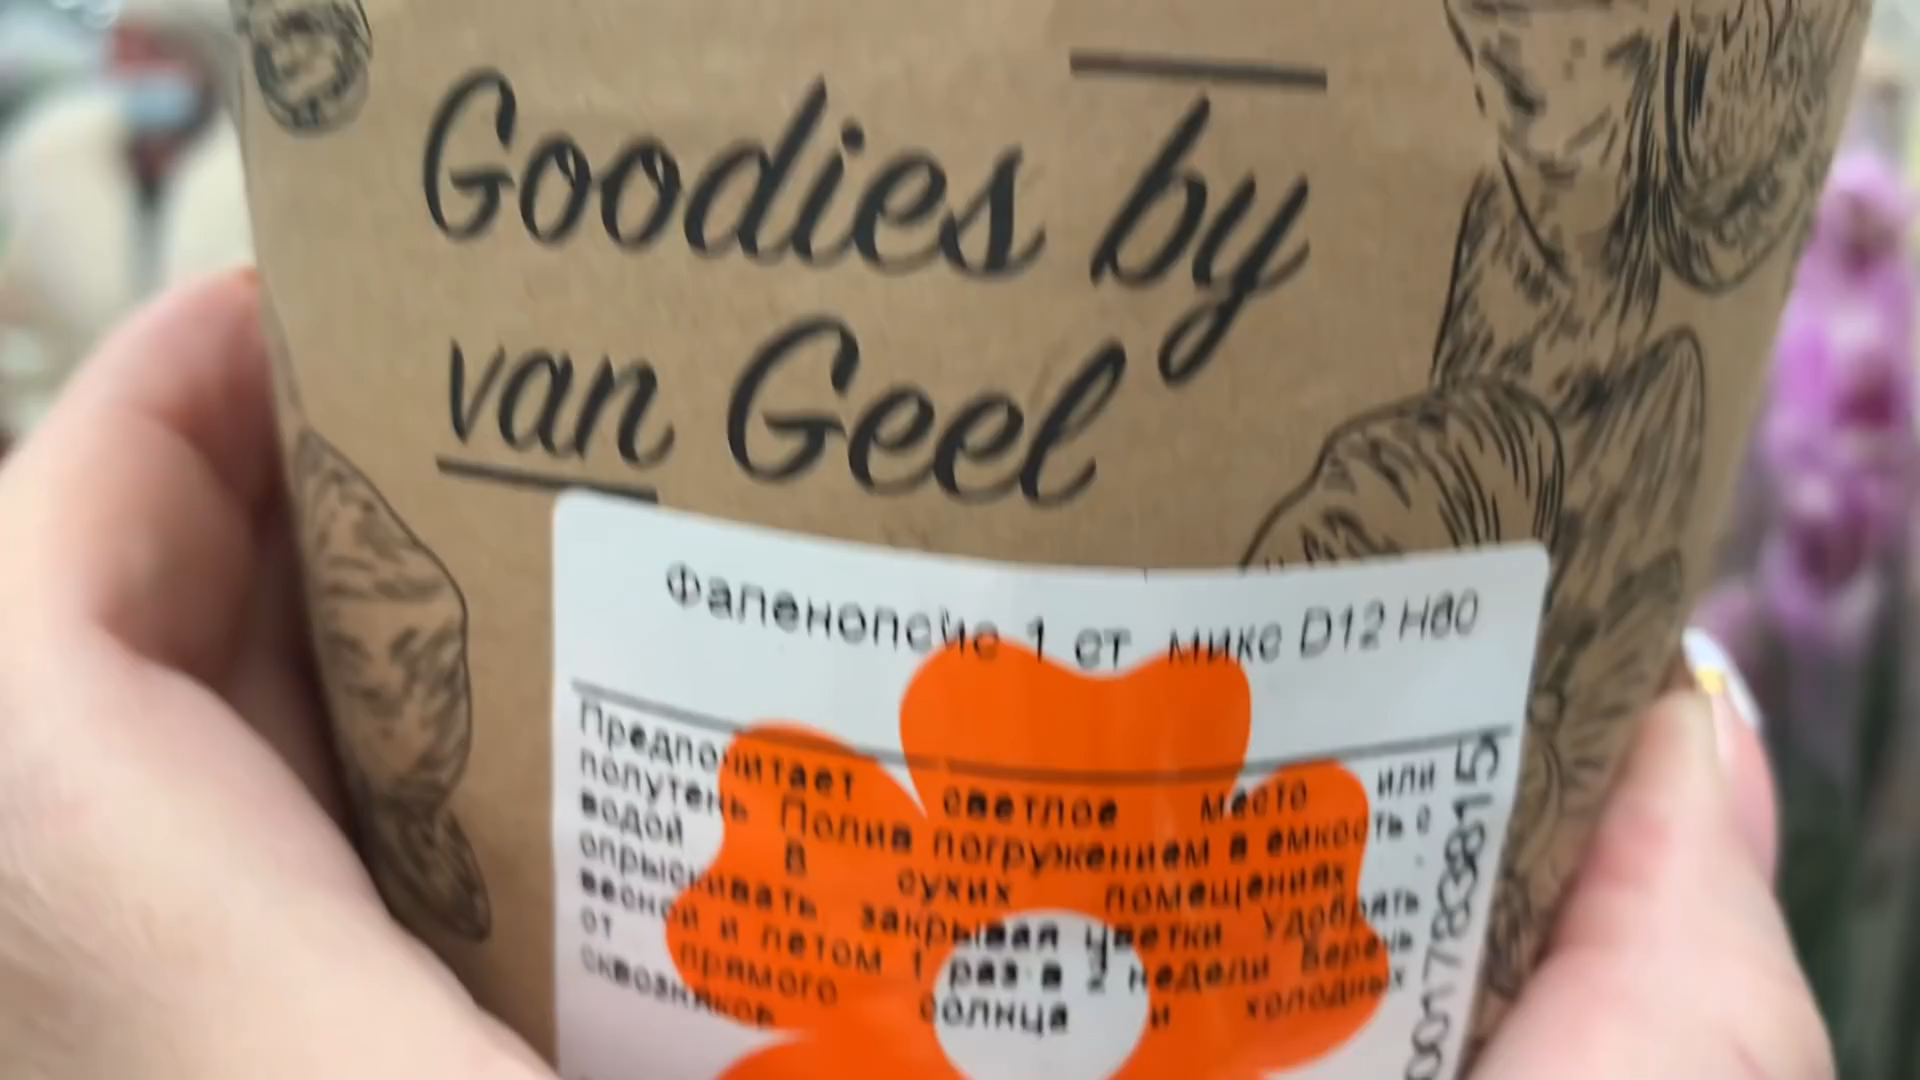 Goodies by
van Geel
Фаленопсис 1 ст микс D12 H60
Предпочитает светлое место или
полутень Полив погружением в емкость с
водой . В сухих помещениях
опрыскивать закрывая цветки Удобрять
весной и летом 1 раз в 2 недели Беречь
от прямого солнца и холодных
сквозняков
0017838815